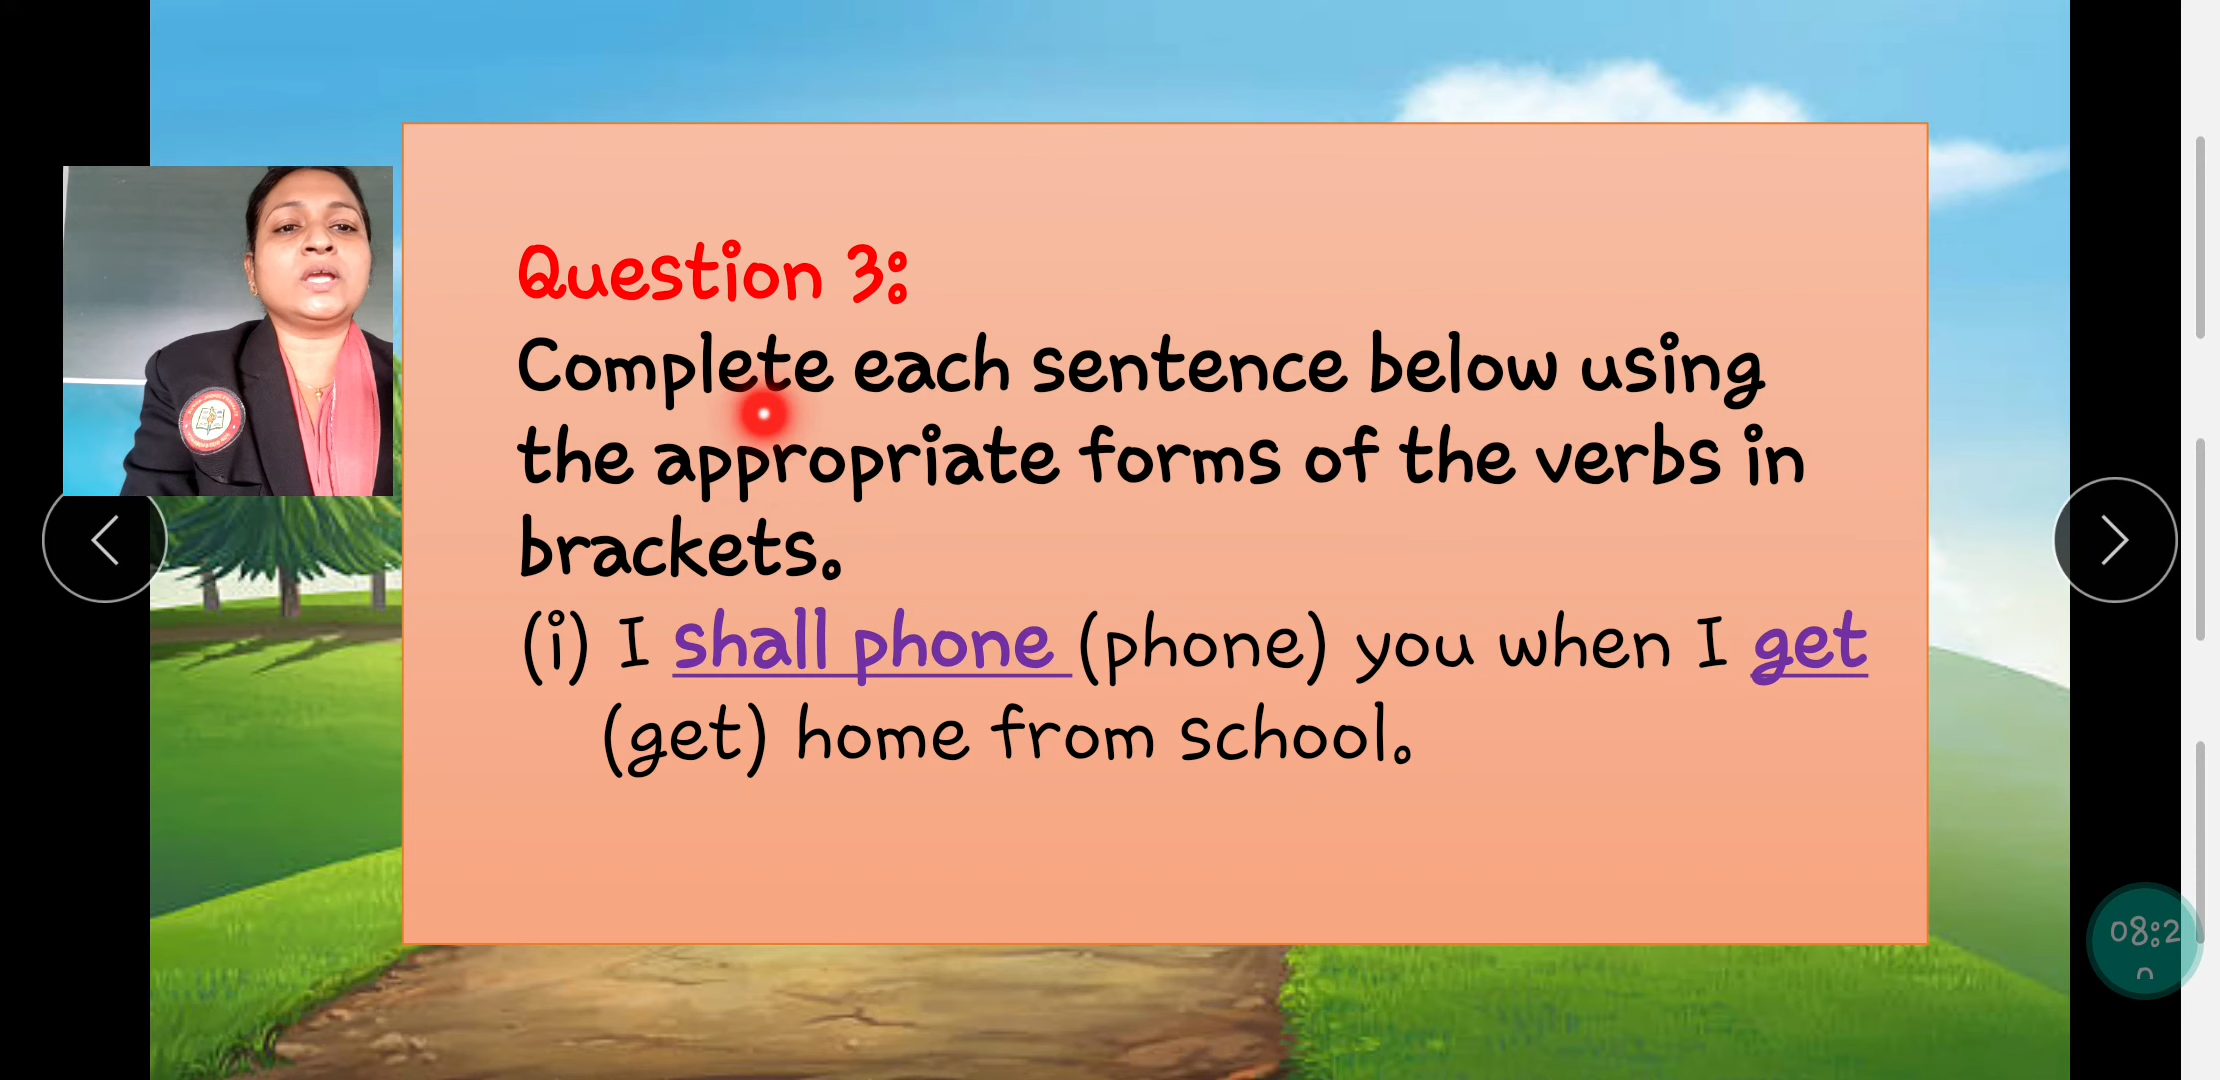 Question 3:
Complete each sentence below using
the appropriate forms of the verbs in
brackets.
(i) I shall phone (phone) you when I get
(get) home from school.
08:2